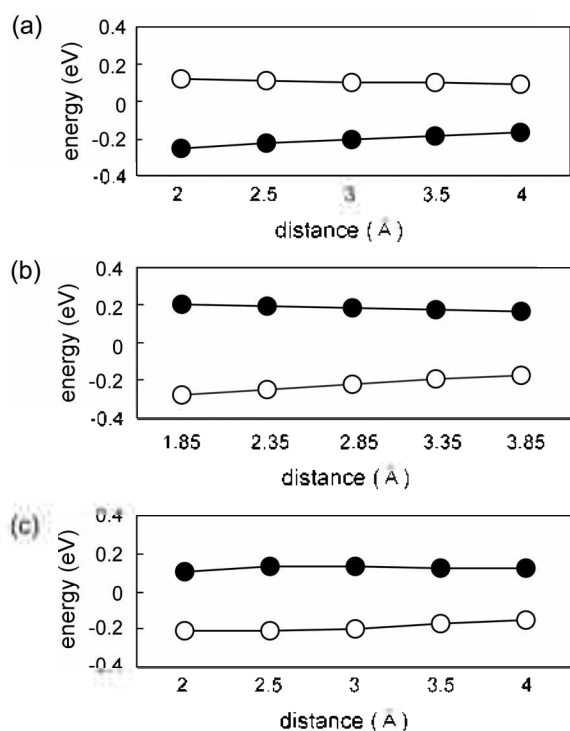 (a)
energy (eV)
0.4
0.2
0
-0.2
-0.4
2 2.5 3 3.5 4
distance (Å)
(b)
energy (eV)
0.4
0.2
0
-0.2
-0.4
1.85 2.35 2.85 3.35 3.85
distance (Å)
(c)
energy (eV)
0.4
0.2
0
-0.2
-0.4
2 2.5 3 3.5 4
distance (Å)